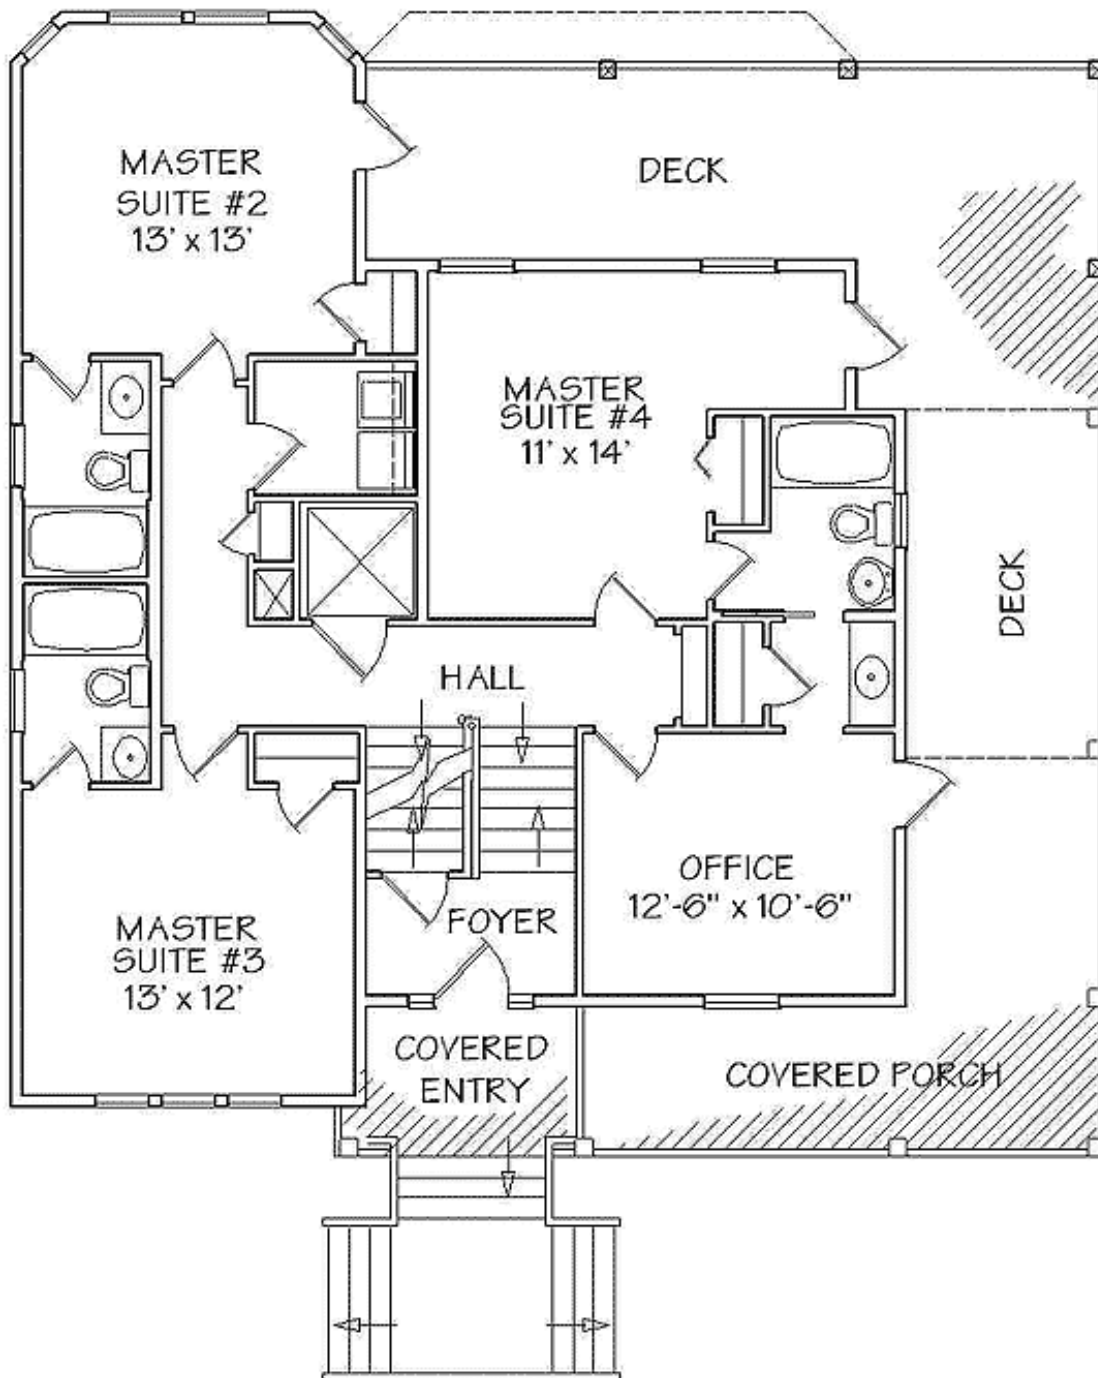 MASTER
SUITE #2
13' x 13'
DECK
MASTER
SUITE #4
11' x 14'
DECK
HALL
OFFICE
12'-6" x 10'-6"
FOYER
MASTER
SUITE #3
13' x 12'
COVERED
ENTRY
COVERED PORCH